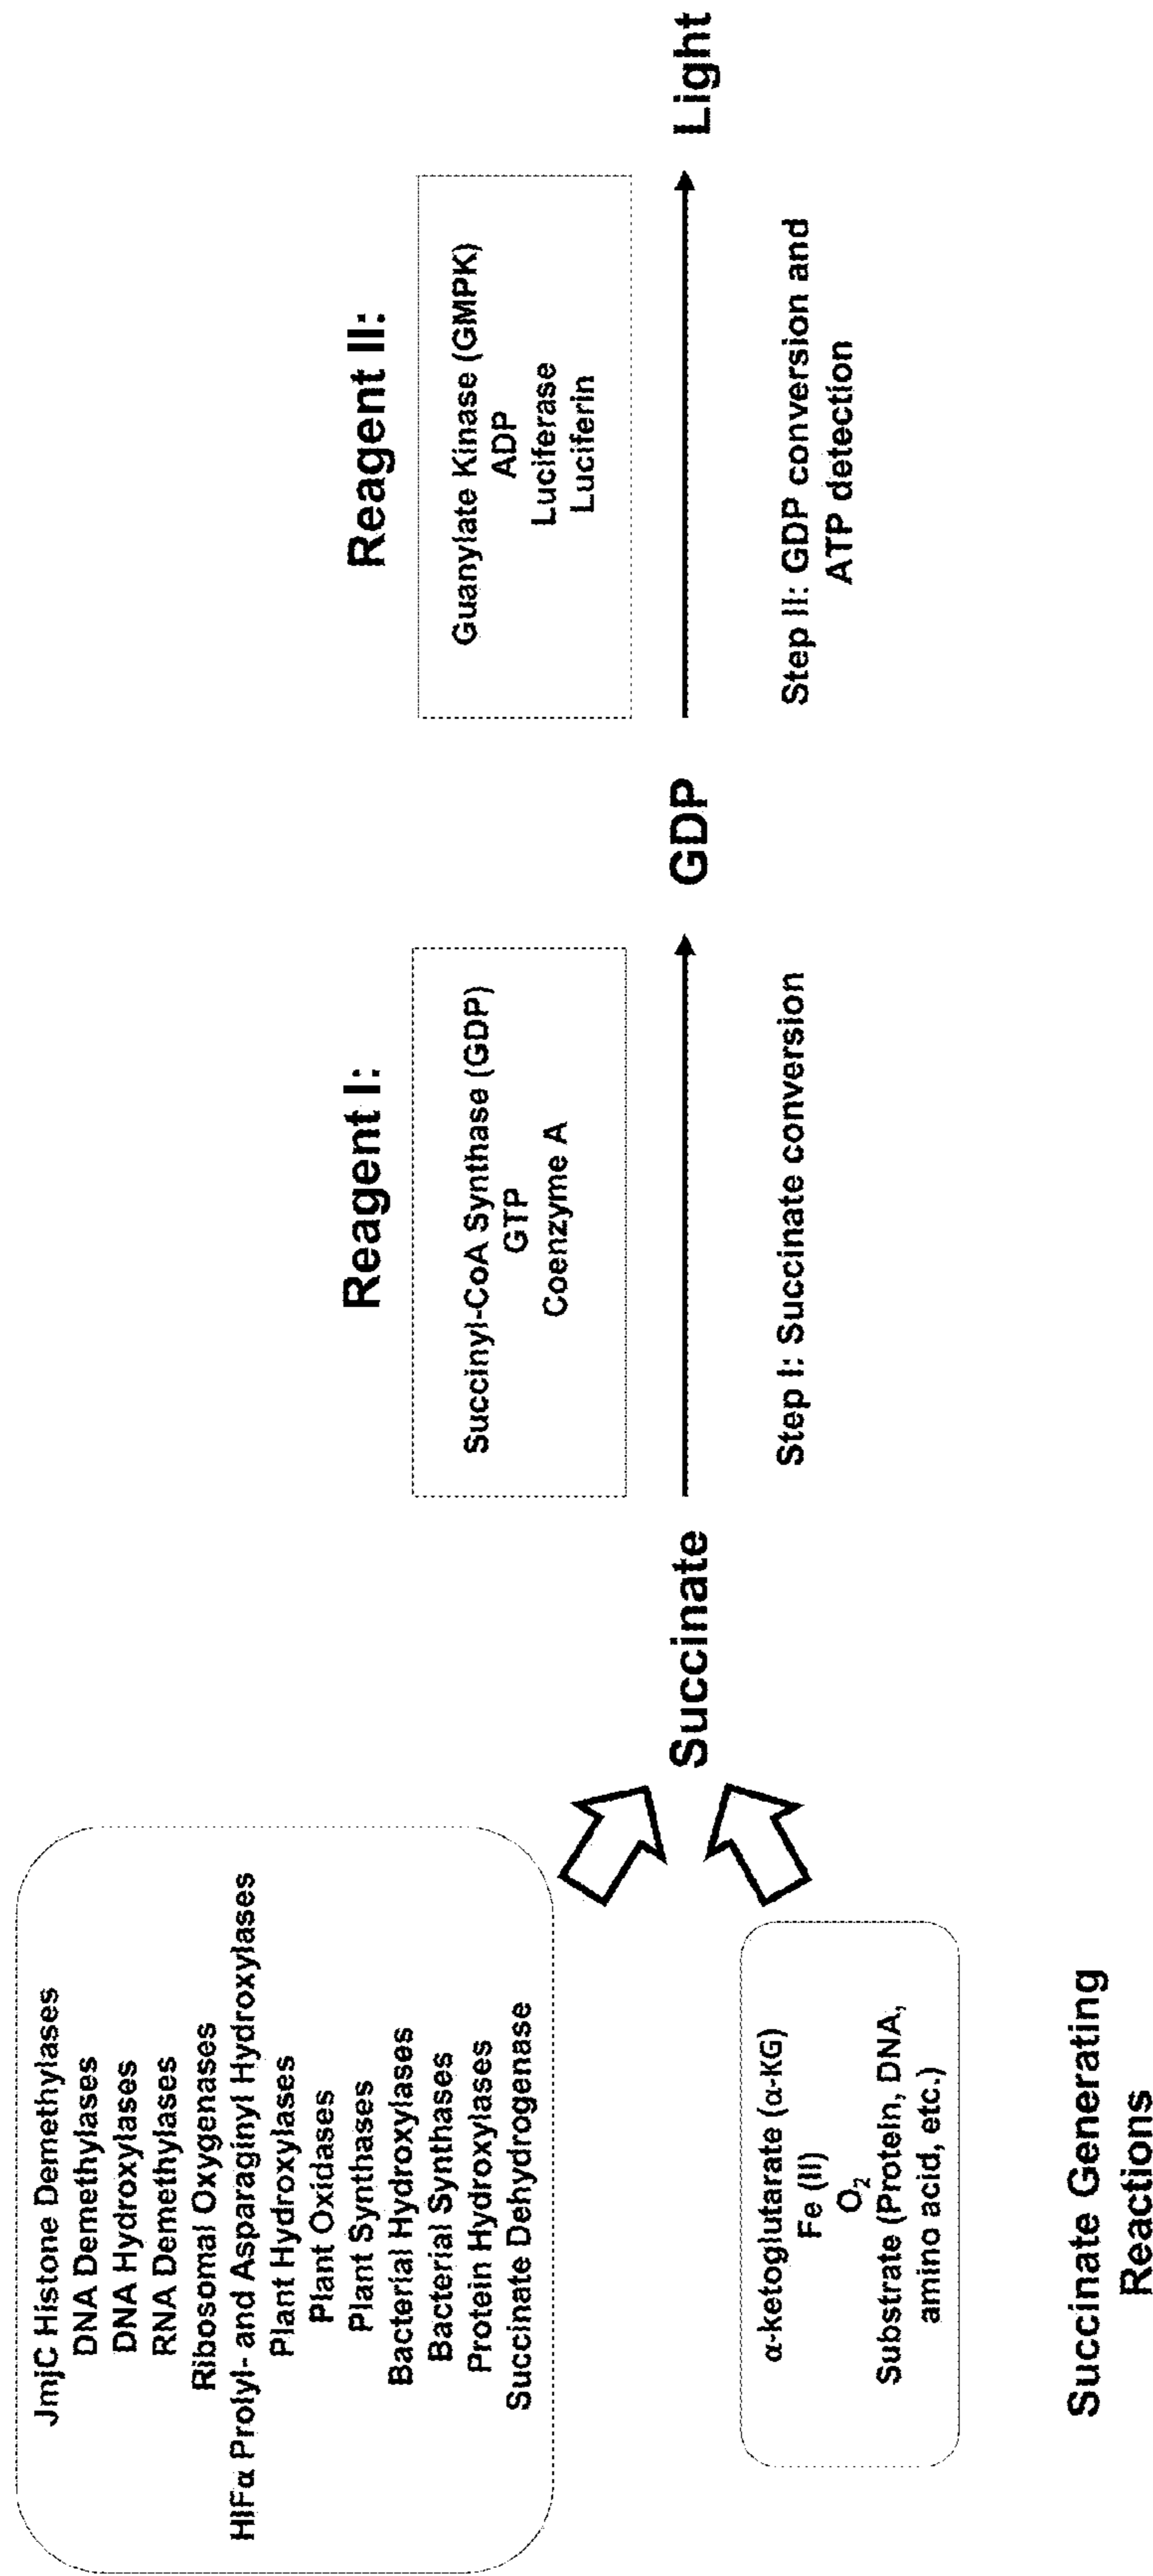 JmjC Histone Demethylases
DNA Demethylases
DNA Hydroxylases
RNA Demethylases
Ribosomal Oxygenases
HIFα Prolyl- and Asparaginyl Hydroxylases
Plant Hydroxylases
Plant Oxidases
Plant Synthases
Bacterial Hydroxylases
Bacterial Synthases
Protein Hydroxylases
Succinate Dehydrogenase
α-ketoglutarate (α-KG)
Fe (II)
O₂
Substrate (Protein, DNA,
amino acid, etc.)
Succinate Generating
Reactions
Succinate
Reagent I:
Succinyl-CoA Synthase (GDP)
GTP
Coenzyme A
Step I: Succinate conversion
GDP
Reagent II:
Guanylate Kinase (GMPK)
ADP
Luciferase
Luciferin
Step II: GDP conversion and
ATP detection
Light